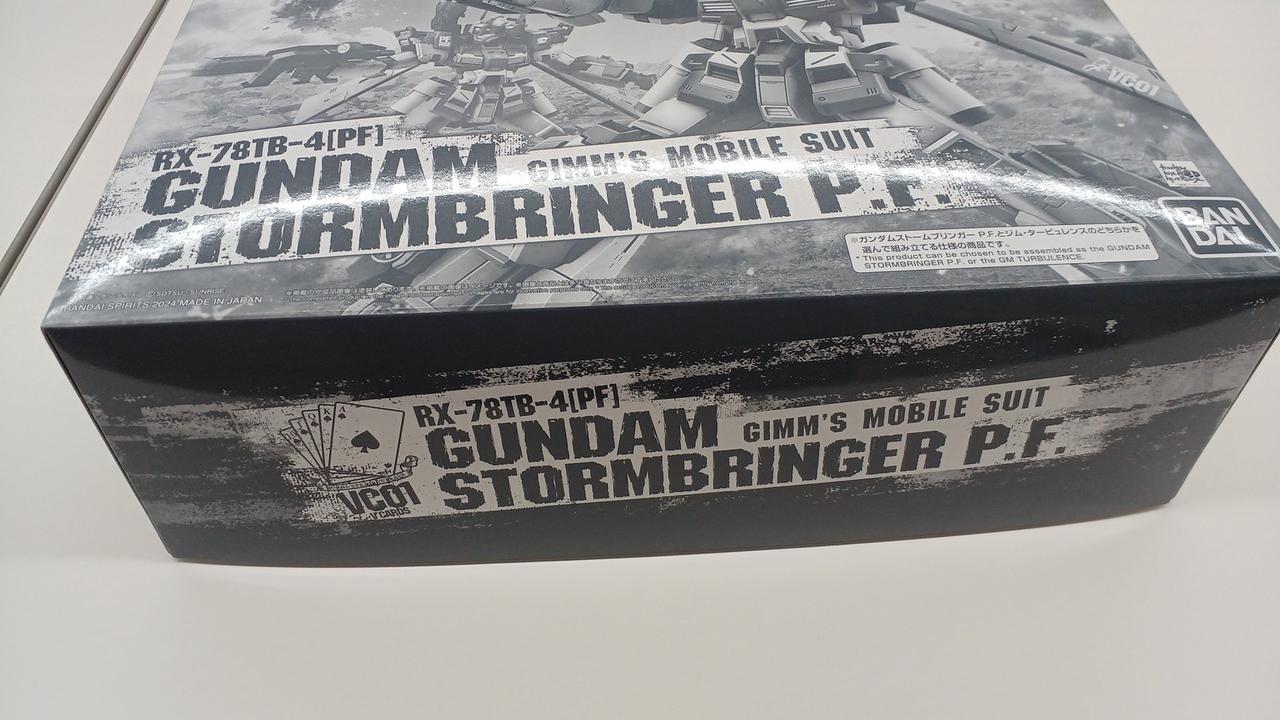 VC01
RX-78TB-4[PF]
GUNDAM GIMM'S MOBILE SUIT
STORMBRINGER P.F.
BAN
DAI
※ガンダムストームブリンガー P.F.とジム・タービュレンスのどちらかを
選んで組み立てる仕様の商品です。
* This product can be chosen to be assembled as the GUNDAM
STORMBRINGER P.F. or the GM TURBULENCE.
©SOTSU・SUNRISE
BANDAI SPIRITS 2024 MADE IN JAPAN
RX-78TB-4[PF]
GUNDAM GIMM'S MOBILE SUIT
STORMBRINGER P.F.
A
K
Q
VC01
V'CARDS